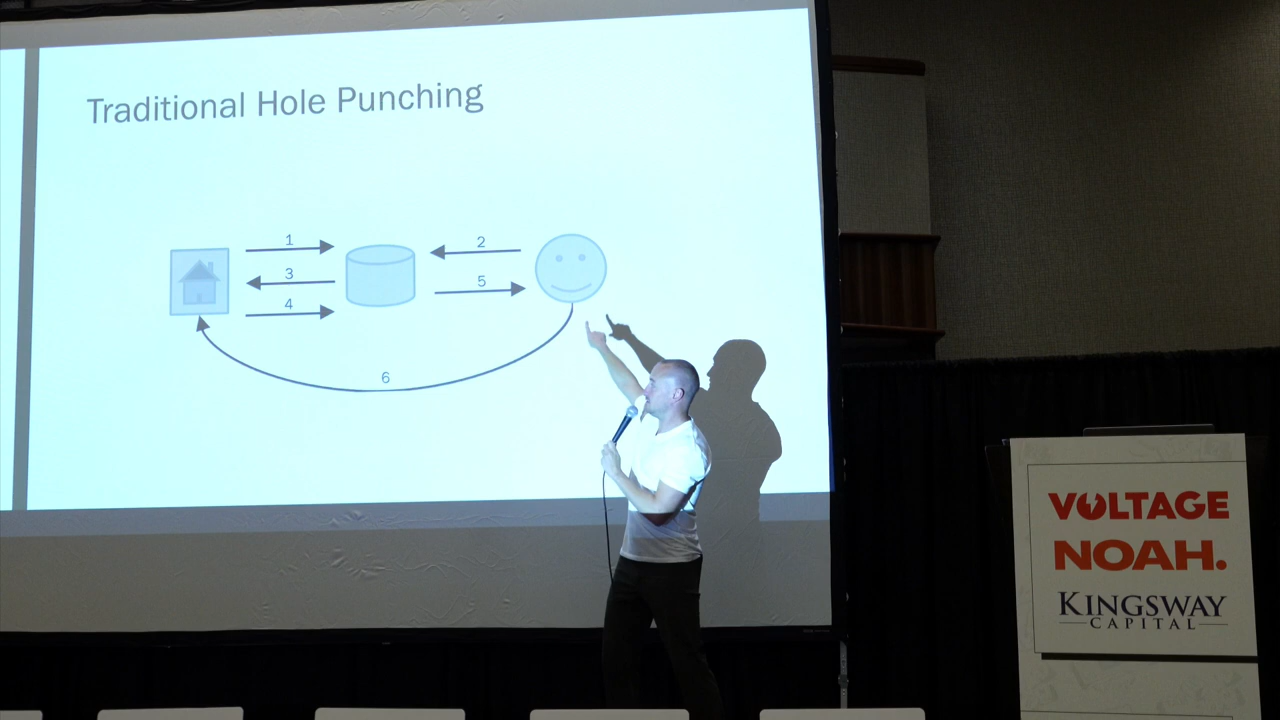 Traditional Hole Punching
1
2
3
5
4
6
VOLTAGE
NOAH.
KINGSWAY
CAPITAL